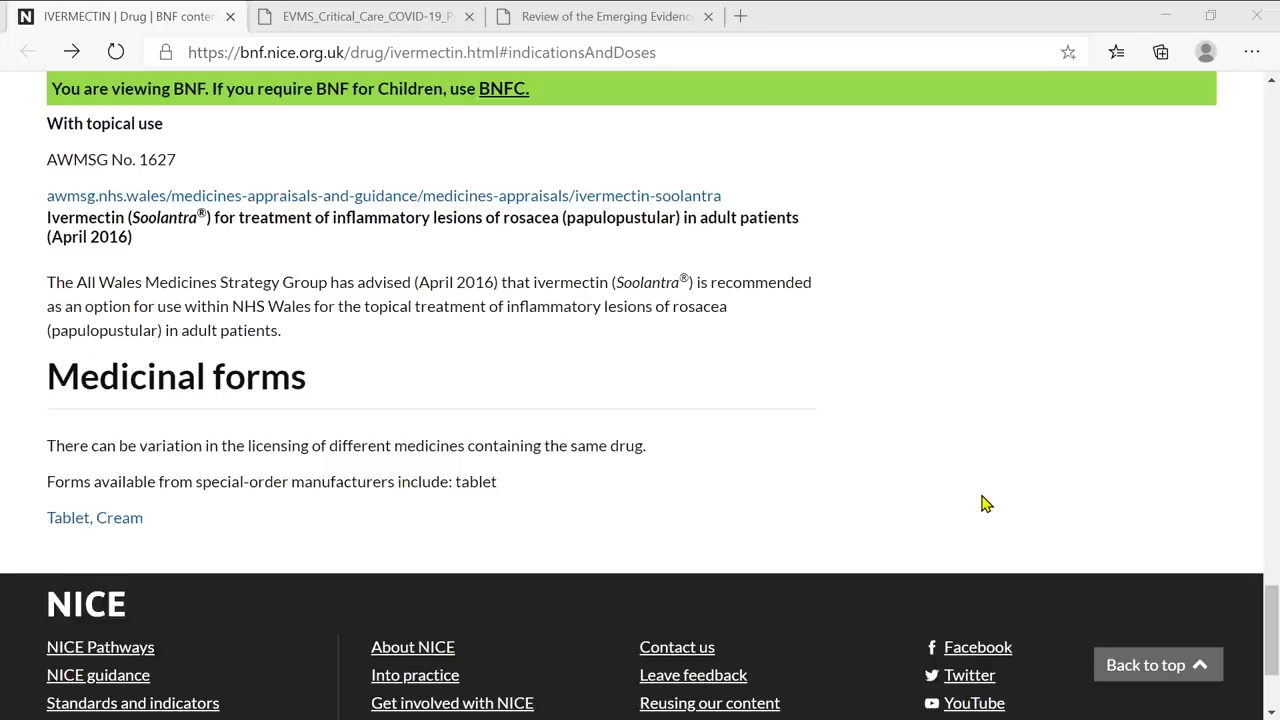 IVERMECTIN | Drug | BNF conten
EVMS_Critical_Care_COVID-19_P
Review of the Emerging Evidenc
https://bnf.nice.org.uk/drug/ivermectin.html#indicationsAndDoses
You are viewing BNF. If you require BNF for Children, use BNFC.
With topical use
AWMSG No. 1627
awmsg.nhs.wales/medicines-appraisals-and-guidance/medicines-appraisals/ivermectin-soolantra
Ivermectin (Soolantra®) for treatment of inflammatory lesions of rosacea (papulopustular) in adult patients
(April 2016)
The All Wales Medicines Strategy Group has advised (April 2016) that ivermectin (Soolantra®) is recommended
as an option for use within NHS Wales for the topical treatment of inflammatory lesions of rosacea
(papulopustular) in adult patients.
Medicinal forms
There can be variation in the licensing of different medicines containing the same drug.
Forms available from special-order manufacturers include: tablet
Tablet, Cream
NICE
NICE Pathways
About NICE
Contact us
Facebook
Back to top
NICE guidance
Into practice
Leave feedback
Twitter
Standards and indicators
Get involved with NICE
Reusing our content
YouTube